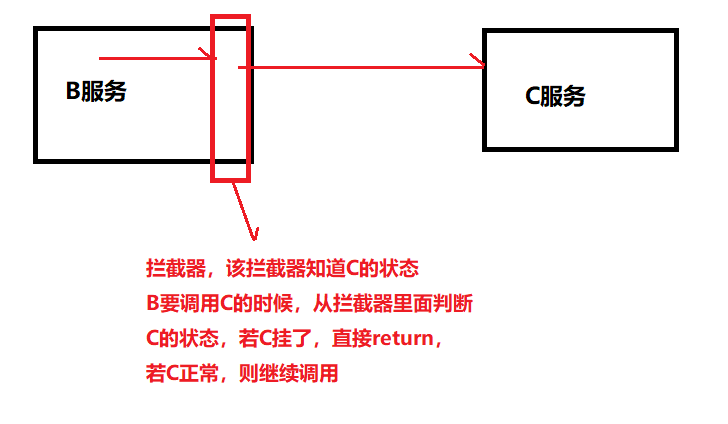 B服务
C服务
拦截器，该拦截器知道C的状态
B要调用C的时候，从拦截器里面判断
C的状态，若C挂了，直接return，
若C正常，则继续调用